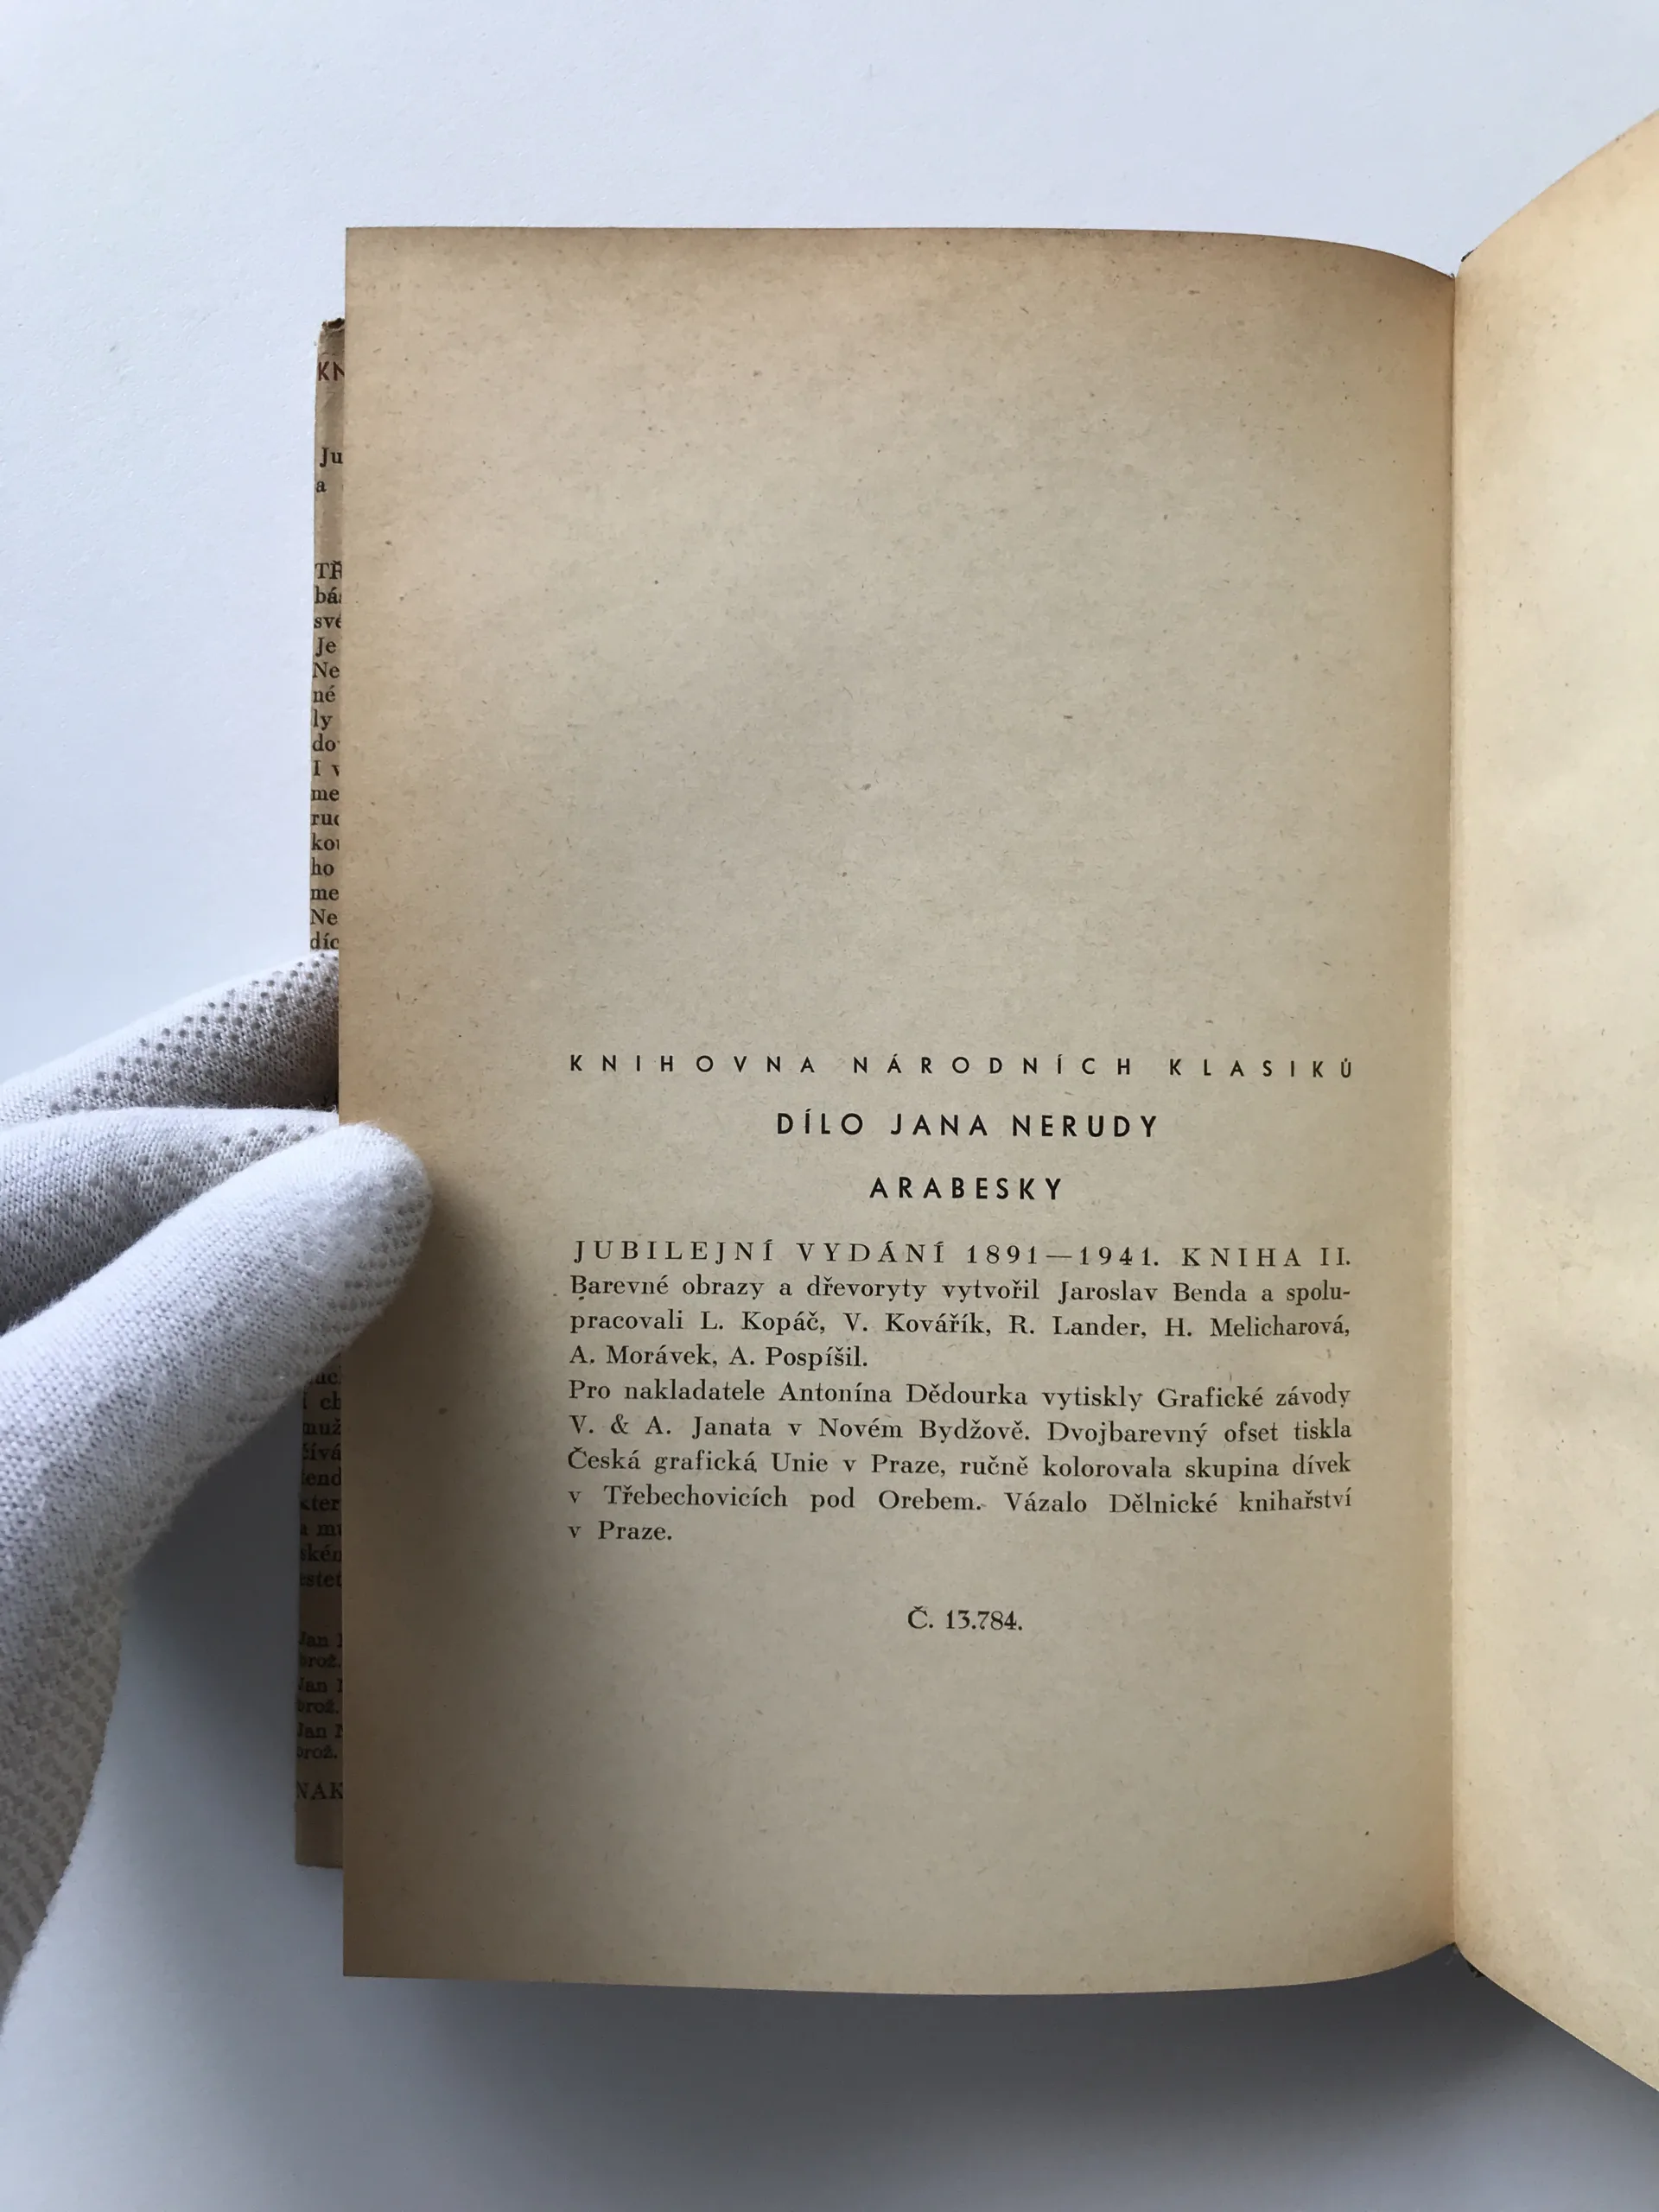 KNIHOVNA NÁRODNÍCH KLASIKŮ
DÍLO JANA NERUDY
ARABESKY
JUBILEJNÍ VYDÁNÍ 1891—1941. KNIHA II.
Barevné obrazy a dřevoryty vytvořil Jaroslav Benda a spolu-
pracovali L. Kopáč, V. Kovářík, R. Lander, H. Melicharová,
A. Morávek, A. Pospíšil.
Pro nakladatele Antonína Dědourka vytiskly Grafické závody
V. & A. Janata v Novém Bydžově. Dvojbarevný ofset tiskla
Česká grafická Unie v Praze, ručně kolorovala skupina dívek
v Třebechovicích pod Orebem. Vázalo Dělnické knihařství
v Praze.
Č. 13.784.